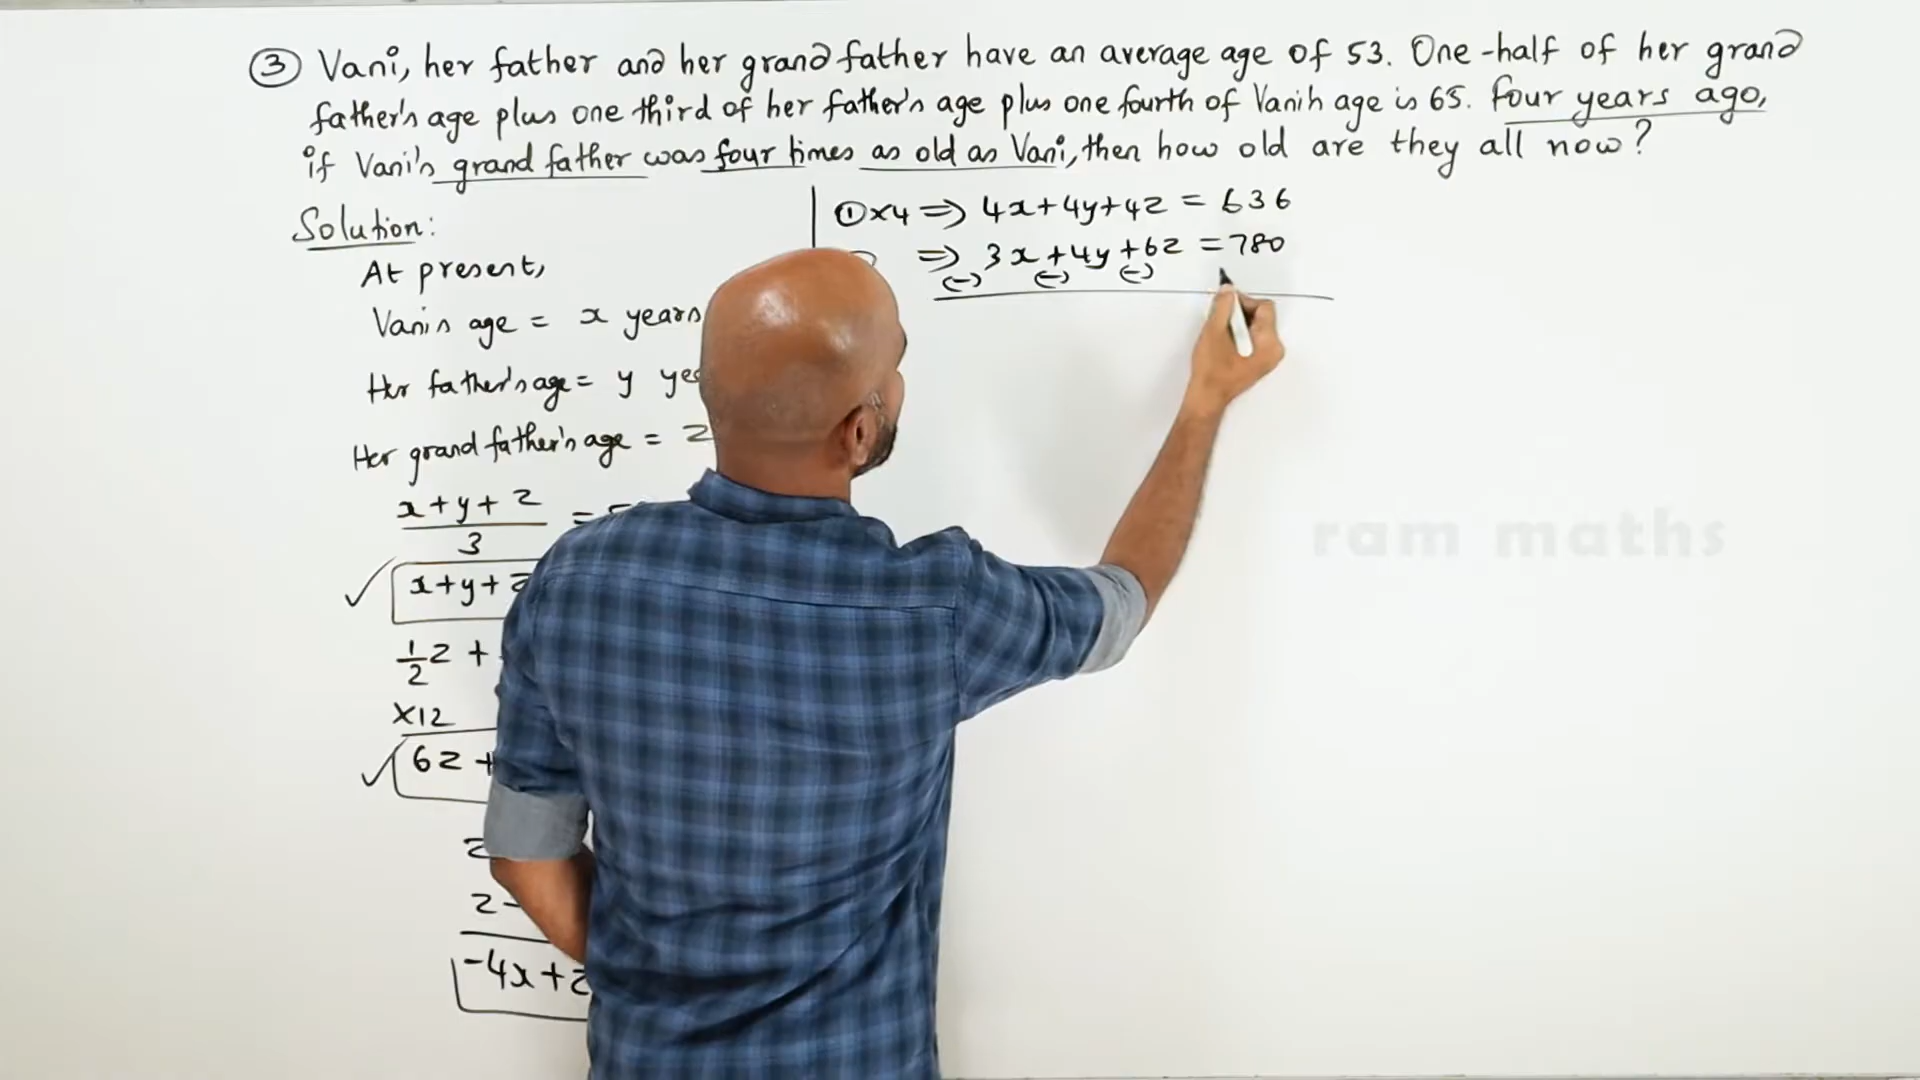 ③ Vani, her father and her grand father have an average age of 53. One-half of her grand
father's age plus one third of her father's age plus one fourth of Vani's age is 65. Four years ago,
if Vani's grand father was four times as old as Vani, then how old are they all now?
Solution:
At present,
Vani's age = x years
Her father's age = y
Her grand father's age = z
x+y+z
3
=
x+y+z
1/2 z +
×12
6z +
z
z -
-4x+z
①×4 ⇒ 4x+4y+4z = 636
⇒ 3x+4y+6z = 780
(-) (-) (-)
ram maths